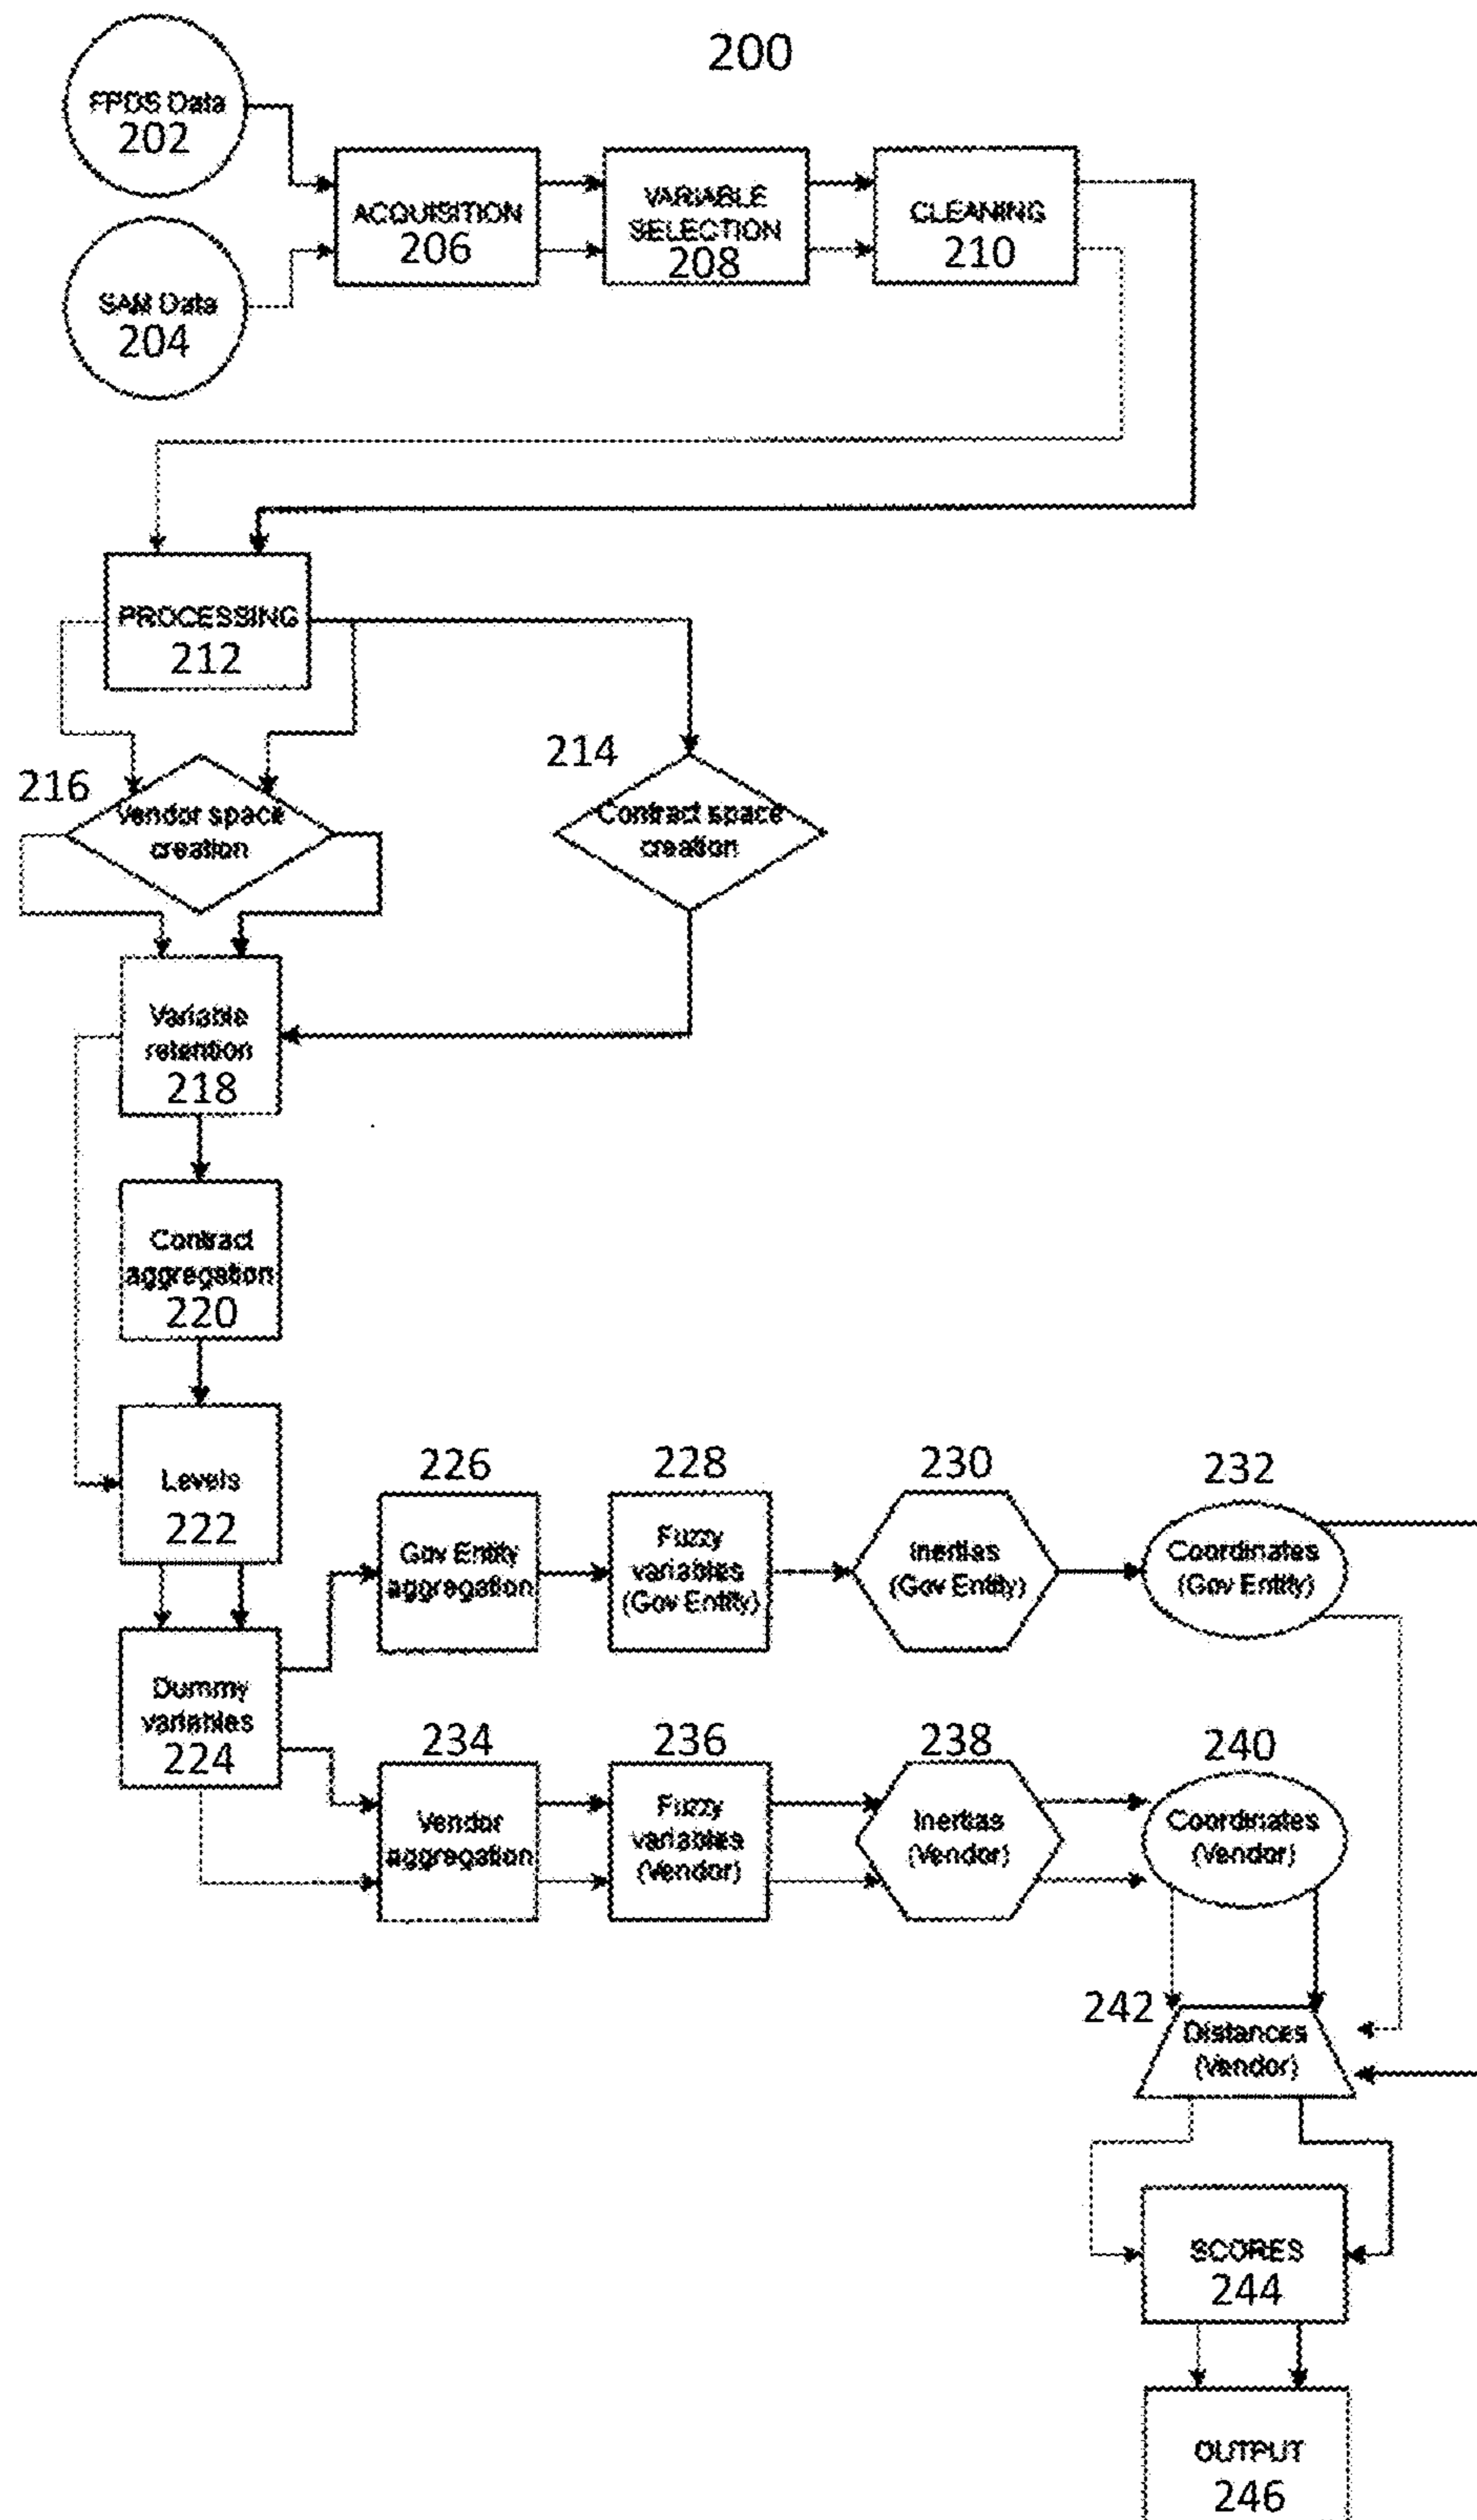 200
FPDS Data
202
SAM Data
204
ACQUISITION
206
VARIABLE
SELECTION
208
CLEANING
210
PROCESSING
212
214
216
Vendor space
creation
Contract space
creation
Variable
retention
218
Contract
aggregation
220
Levels
222
Dummy
variables
224
226
Gov Entity
aggregation
228
Fuzzy
variables
(Gov Entity)
230
Inertias
(Gov Entity)
232
Coordinates
(Gov Entity)
234
Vendor
aggregation
236
Fuzzy
variables
(Vendor)
238
Inertias
(Vendor)
240
Coordinates
(Vendor)
242
Distances
(Vendor)
SCORES
244
OUTPUT
246